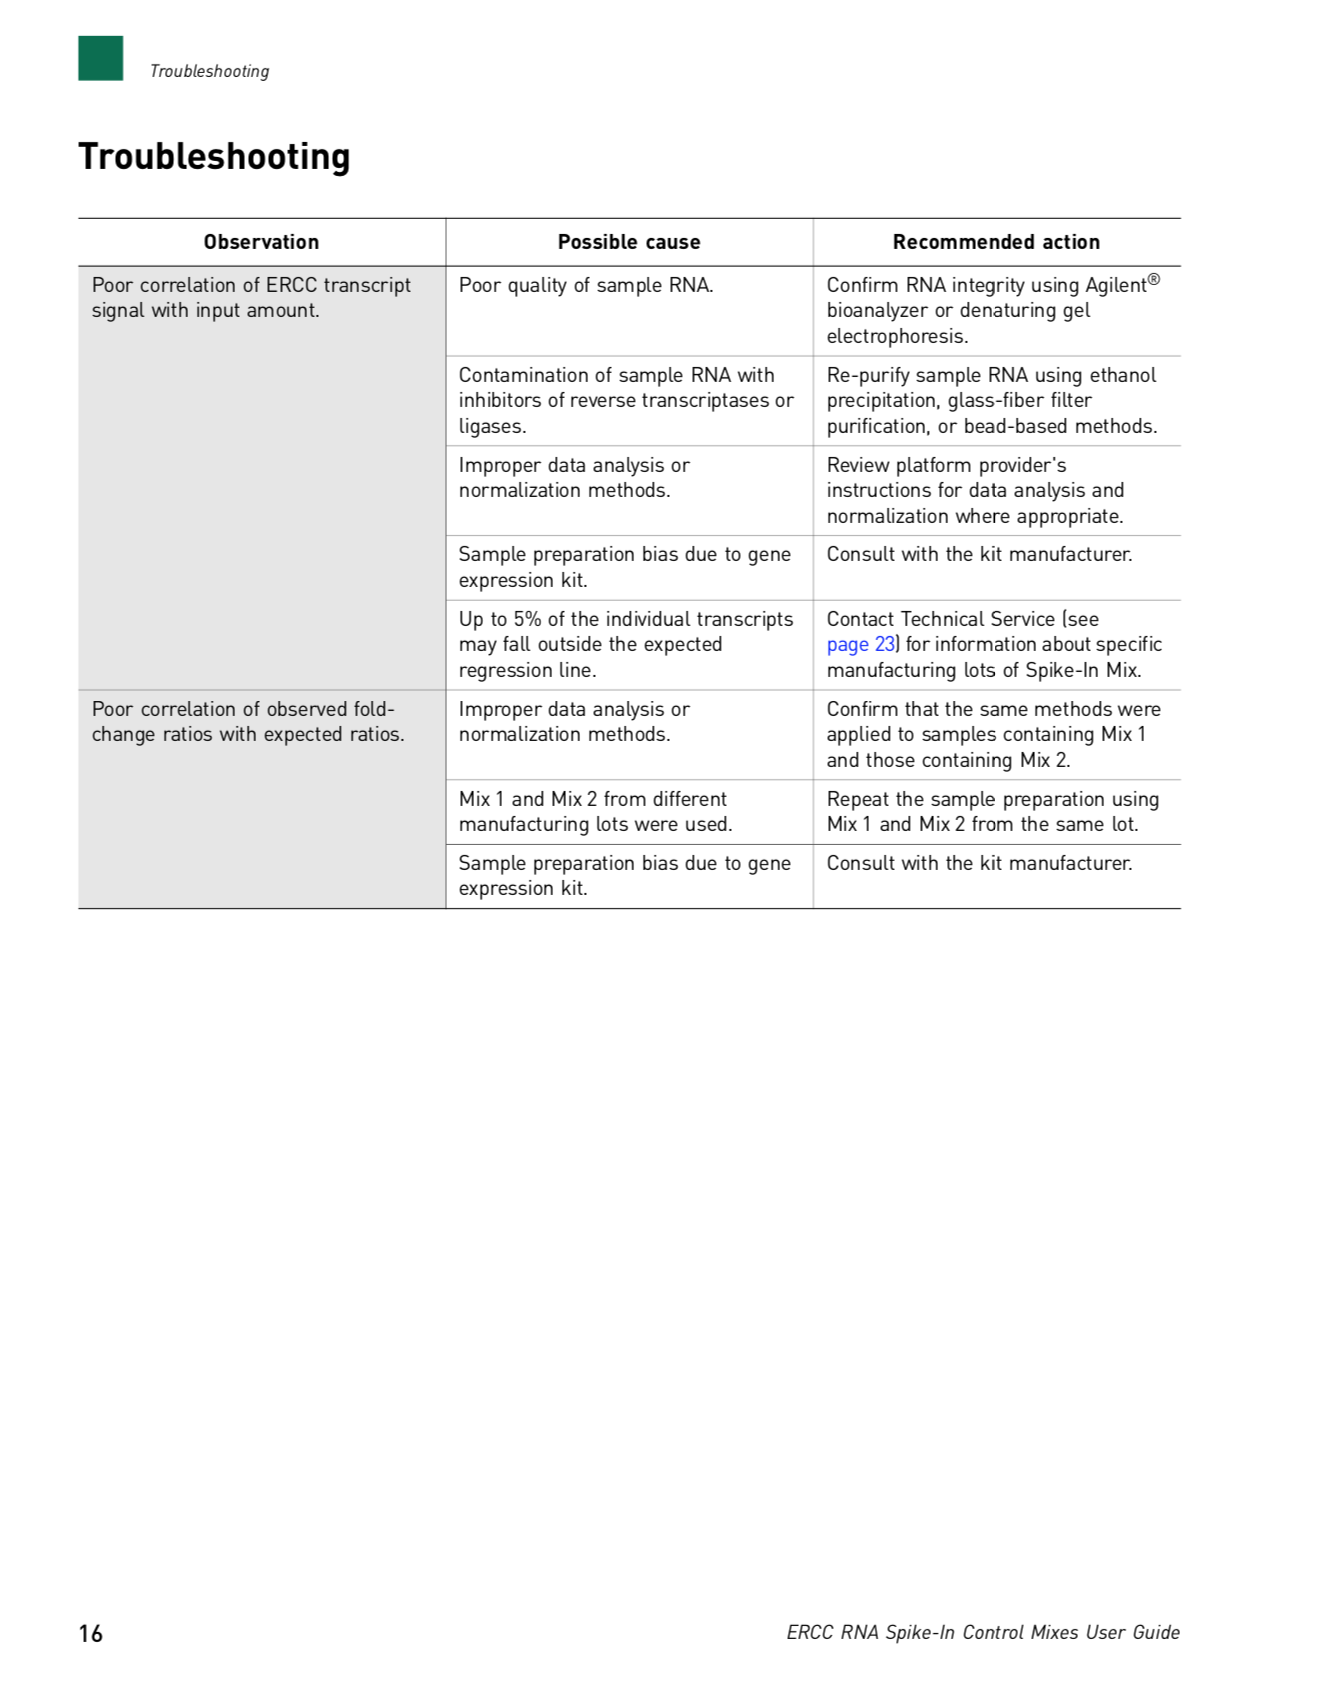 Troubleshooting
Troubleshooting
Observation
Possible cause
Recommended action
Poor correlation of ERCC transcript
signal with input amount.
Poor quality of sample RNA.
Confirm RNA integrity using Agilent®
bioanalyzer or denaturing gel
electrophoresis.
Contamination of sample RNA with
inhibitors of reverse transcriptases or
ligases.
Re-purify sample RNA using ethanol
precipitation, glass-fiber filter
purification, or bead-based methods.
Improper data analysis or
normalization methods.
Review platform provider's
instructions for data analysis and
normalization where appropriate.
Sample preparation bias due to gene
expression kit.
Consult with the kit manufacturer.
Up to 5% of the individual transcripts
may fall outside the expected
regression line.
Contact Technical Service (see
page 23) for information about specific
manufacturing lots of Spike-In Mix.
Poor correlation of observed fold-
change ratios with expected ratios.
Improper data analysis or
normalization methods.
Confirm that the same methods were
applied to samples containing Mix 1
and those containing Mix 2.
Mix 1 and Mix 2 from different
manufacturing lots were used.
Repeat the sample preparation using
Mix 1 and Mix 2 from the same lot.
Sample preparation bias due to gene
expression kit.
Consult with the kit manufacturer.
16
ERCC RNA Spike-In Control Mixes User Guide